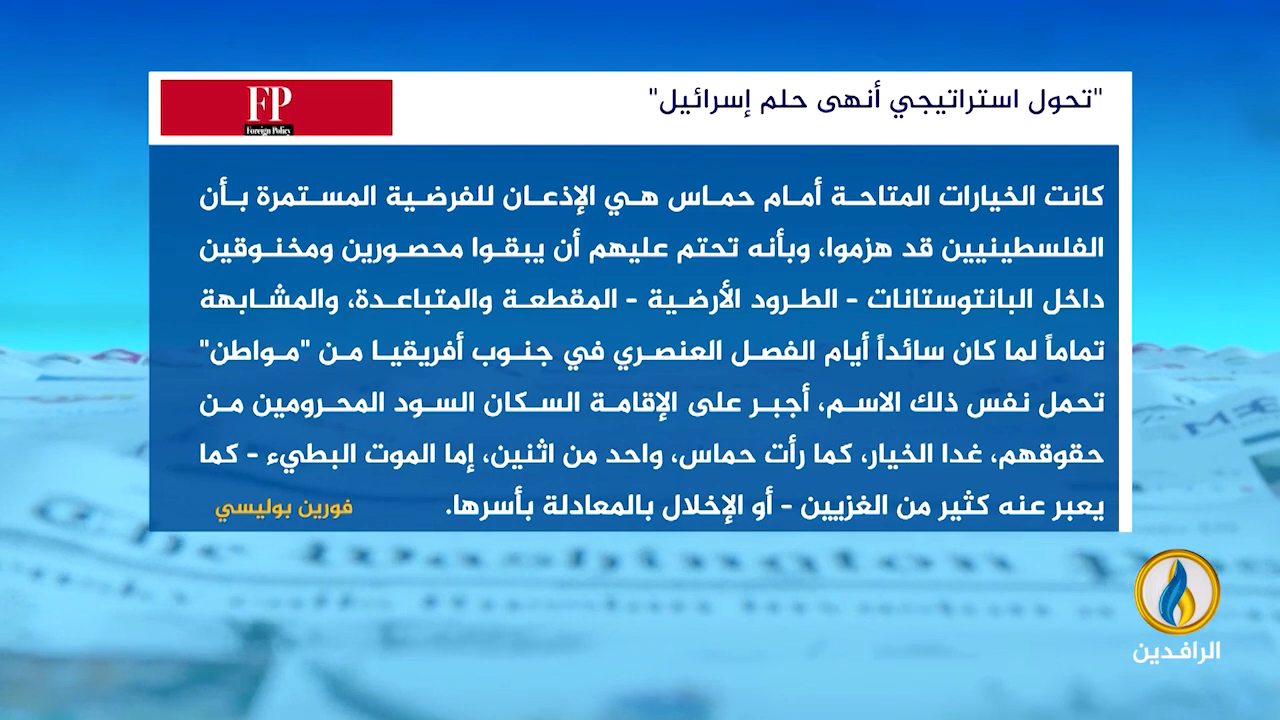 FP
Foreign Policy
"تحول استراتيجي أنهى حلم إسرائيل"
كانت الخيارات المتاحة أمام حماس هي الإذعان للفرضية المستمرة بأن
الفلسطينيين قد هزموا، وبأنه تحتم عليهم أن يبقوا محصورين ومخنوقين
داخل البانتوستانات – الطرود الأرضية – المقطعة والمتباعدة، والمشابهة
تماماً لما كان سائداً أيام الفصل العنصري في جنوب أفريقيا من "مواطن"
تحمل نفس ذلك الاسم، أجبر على الإقامة السكان السود المحرومين من
حقوقهم، غدا الخيار، كما رأت حماس، واحد من اثنين، إما الموت البطيء – كما
يعبر عنه كثير من الغزيين – أو الإخلال بالمعادلة بأسرها.
فورين بوليسي
الرافدين